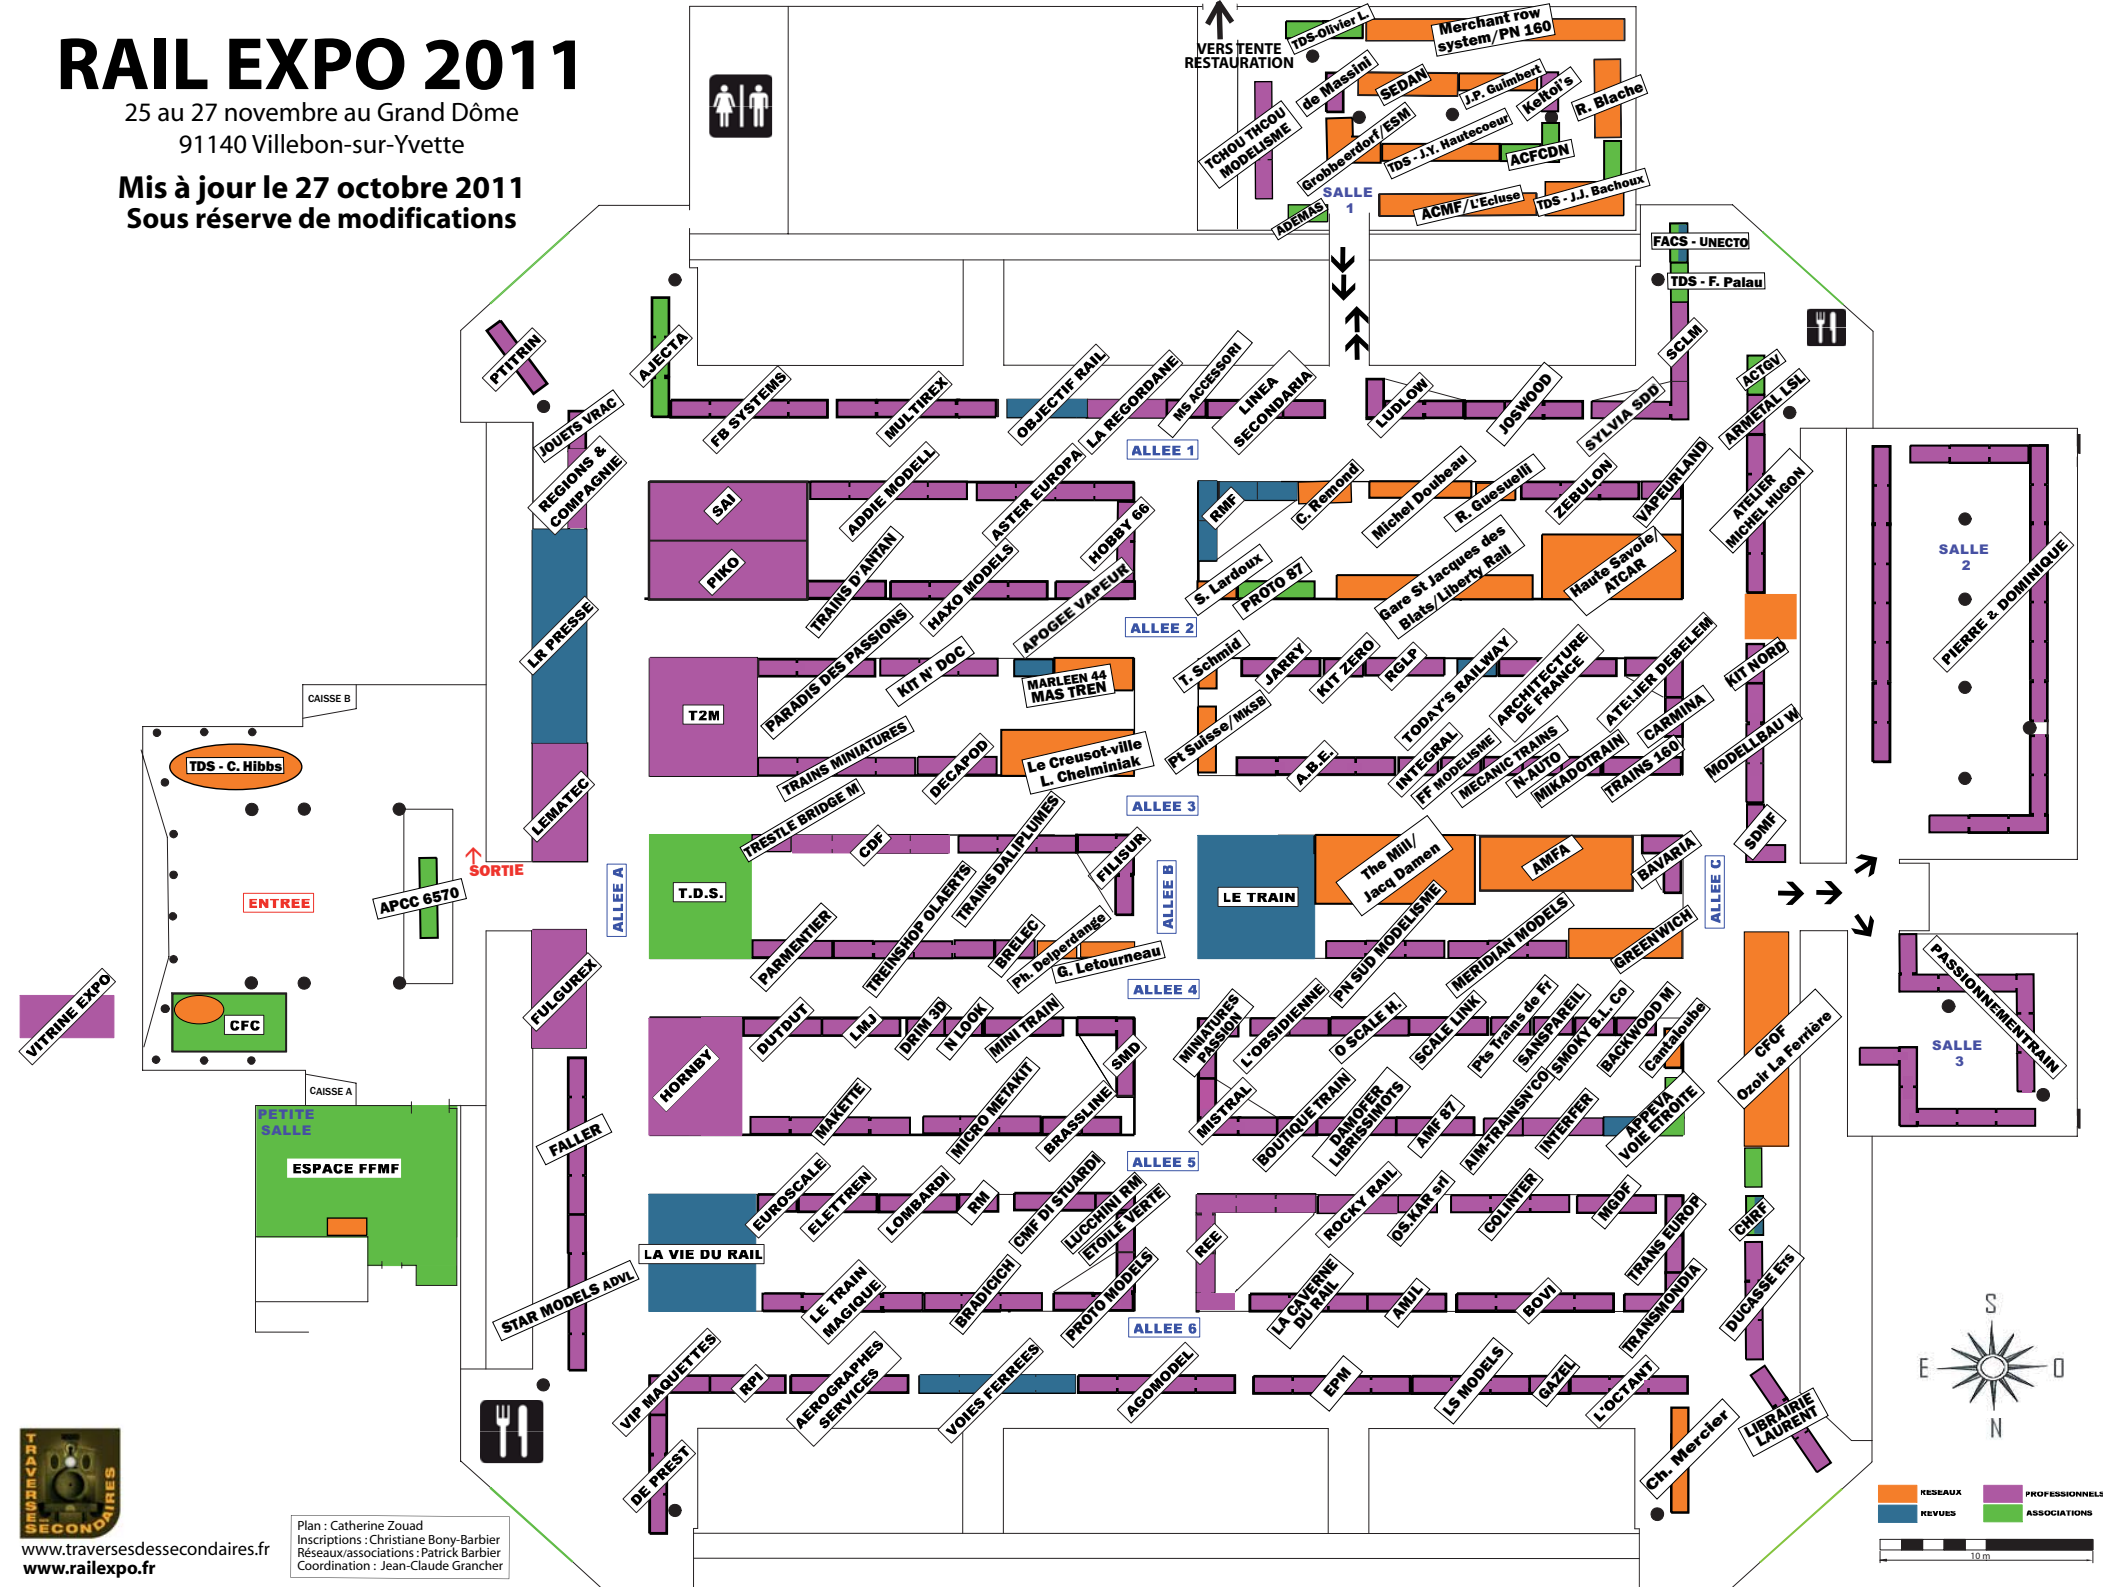 RAIL EXPO 2011
25 au 27 novembre au Grand Dôme
91140 Villebon-sur-Yvette
Mis à jour le 27 octobre 2011
Sous réserve de modifications
VERS TENTE
RESTAURATION
TDS-Olivier L.
Merchant row
system/PN 160
de Massini
SEDAN
J.P. Guimbert
Keltoi's
R. Blache
TCHOU THCOU
MODELISME
Grobbeerdorf/ESM
TDS - J.Y. Hautecoeur
ACFCDN
SALLE
1
ADEMAS
ACMF/L'Ecluse
TDS - J.J. Bachoux
FACS - UNECTO
TDS - F. Palau
SCLM
PTITRIN
AJECTA
JOUETS VRAC
REGIONS &
COMPAGNIE
FB SYSTEMS
MULTIREX
OBJECTIF RAIL
LA REGORDANE
MS ACCESSORI
LINEA
SECONDARIA
LUDLOW
JOSWOOD
SYLVIA SDD
ACTGV
ARMETAL LSL
ATELIER
MICHEL HUGON
ALLEE 1
SAI
PIKO
ADDIE MODELL
ASTER EUROPA
HOBBY 66
TRAINS D'ANTAN
HAXO MODELS
APOGEE VAPEUR
RMF
C. Remond
Michel Doubeau
R. Guesuelli
ZEBULON
VAPEURLAND
S. Lardoux
PROTO 87
Gare St Jacques des
Blats/Liberty Rail
Haute Savoie/
ATCAR
SALLE
2
PIERRE & DOMINIQUE
LR PRESSE
ALLEE 2
T2M
PARADIS DES PASSIONS
KIT N' DOC
MARLEEN 44
MAS TREN
TRAINS MINIATURES
DECAPOD
Le Creusot-ville
L. Chelminiak
T. Schmid
JARRY
KIT ZERO
RGLP
TODAY'S RAILWAY
ARCHITECTURE
DE FRANCE
ATELIER DEBELEM
CARMINA
KIT NORD
MODELLBAU W
Pt Suisse/MKSB
A.B.E.
INTEGRAL
FF MODELISME
MECANIC TRAINS
N-AUTO
MIKADOTRAIN
TRAINS 160
SDMF
CAISSE B
TDS - C. Hibbs
LEMATEC
SORTIE
ENTREE
APCC 6570
ALLEE 3
ALLEE A
ALLEE B
ALLEE C
T.D.S.
TRESTLE BRIDGE M
CDF
TRAINS DALIPLUMES
FILISUR
PARMENTIER
TREINSHOP OLAERTS
BRELEC
Ph. Delperdange
G. Letourneau
LE TRAIN
The Mill/
Jacq Damen
AMFA
BAVARIA
PN SUD MODELISME
MERIDIAN MODELS
GREENWICH
VITRINE EXPO
CFC
CAISSE A
FULGUREX
ALLEE 4
HORNBY
DUTDUT
LMJ
DRIM 3D
N LOOK
MINI TRAIN
SMD
MAKETTE
MICRO METAKIT
BRASSLINE
MINIATURES
PASSION
L'OBSIDIENNE
O SCALE H.
SCALE LINK
Pts Trains de Fr
SANSPAREIL
SMOKY B.L. Co
BACKWOOD M
Cantaloube
MISTRAL
BOUTIQUE TRAIN
DAMOFER
LIBRISSIMOTS
AMF 87
AIM-TRAINSN'CO
INTERFER
APPEVA
VOIE ETROITE
CFOF
Ozoir La Ferrière
PASSIONNEMENTRAIN
SALLE
3
PETITE
SALLE
ESPACE FFMF
FALLER
STAR MODELS ADVL
ALLEE 5
LA VIE DU RAIL
EUROSCALE
ELETTREN
LOMBARDI
RM
CMF DI STUARDI
LUCCHINI RM
ETOILE VERTE
LE TRAIN
MAGIQUE
BRADICICH
PROTO MODELS
REE
ROCKY RAIL
OS.KAR srl
COLINTER
MGDF
TRANS EUROP
LA CAVERNE
DU RAIL
AMJL
BOVI
TRANSMONDIA
CHRF
DUCASSE Ets
ALLEE 6
VIP MAQUETTES
RPI
AEROGRAPHES
SERVICES
VOIES FERREES
AGOMODEL
EPM
LS MODELS
GAZEL
L'OCTANT
DE PREST
Ch. Mercier
LIBRAIRIE
LAURENT
S
E
O
N
TRAVERSES
SECONDAIRES
www.traversesdessecondaires.fr
www.railexpo.fr
Plan : Catherine Zouad
Inscriptions : Christiane Bony-Barbier
Réseaux/associations : Patrick Barbier
Coordination : Jean-Claude Grancher
RESEAUX
PROFESSIONNELS
REVUES
ASSOCIATIONS
10 m